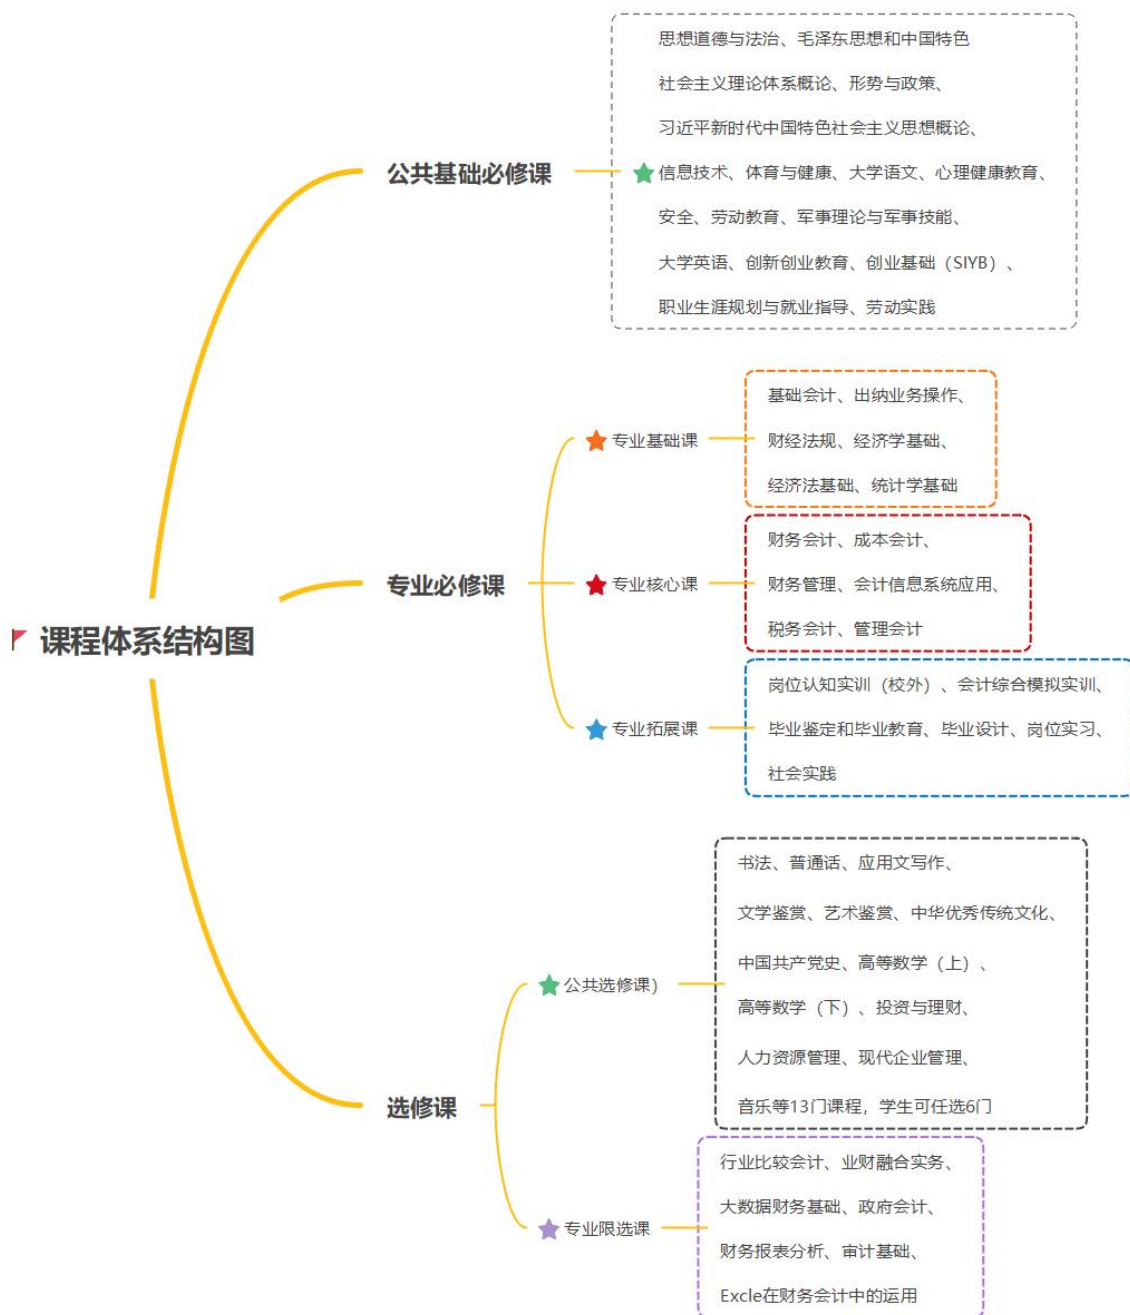 课程体系结构图
公共基础必修课
思想道德与法治、毛泽东思想和中国特色
社会主义理论体系概论、形势与政策、
习近平新时代中国特色社会主义思想概论、
信息技术、体育与健康、大学语文、心理健康教育、
安全、劳动教育、军事理论与军事技能、
大学英语、创新创业教育、创业基础（SIYB）、
职业生涯规划与就业指导、劳动实践
专业必修课
专业基础课
基础会计、出纳业务操作、
财经法规、经济学基础、
经济法基础、统计学基础
专业核心课
财务会计、成本会计、
财务管理、会计信息系统应用、
税务会计、管理会计
专业拓展课
岗位认知实训（校外）、会计综合模拟实训、
毕业鉴定和毕业教育、毕业设计、岗位实习、
社会实践
选修课
公共选修课）
书法、普通话、应用文写作、
文学鉴赏、艺术鉴赏、中华优秀传统文化、
中国共产党史、高等数学（上）、
高等数学（下）、投资与理财、
人力资源管理、现代企业管理、
音乐等13门课程，学生可任选6门
专业限选课
行业比较会计、业财融合实务、
大数据财务基础、政府会计、
财务报表分析、审计基础、
Excle在财务会计中的运用